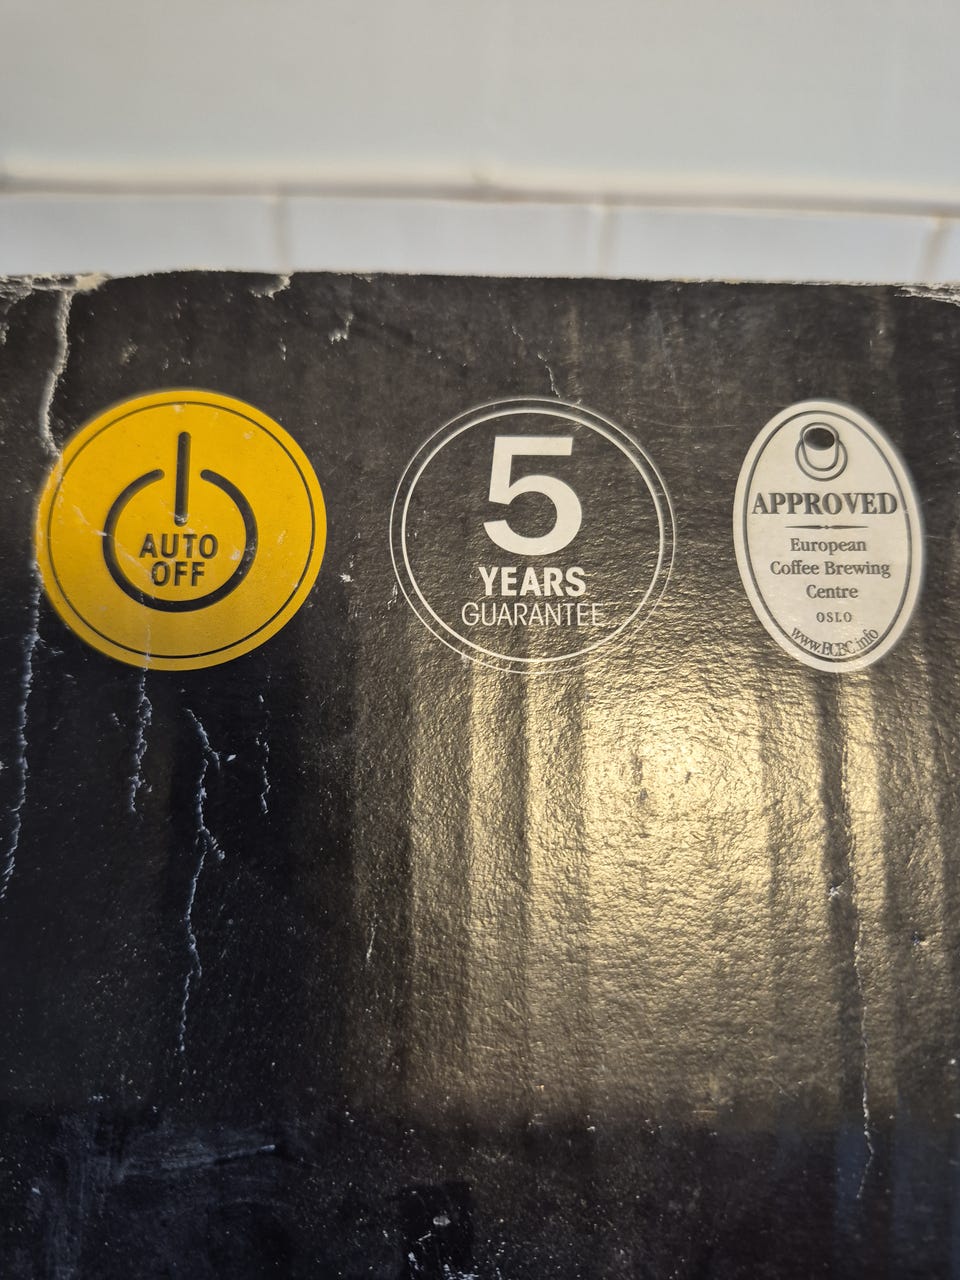 AUTO
OFF
5
YEARS
GUARANTEE
APPROVED
European
Coffee Brewing
Centre
OSLO
www.ECBC.info